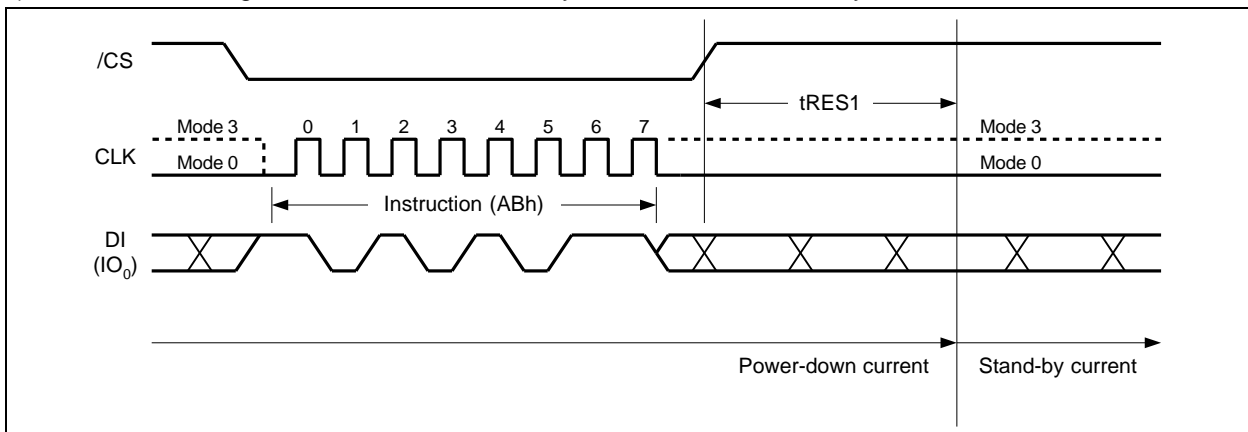 /CS
tRES1
Mode 3 0 1 2 3 4 5 6 7 Mode 3
CLK
Mode 0 Mode 0
Instruction (ABh)
DI
(IO0)
Power-down current Stand-by current